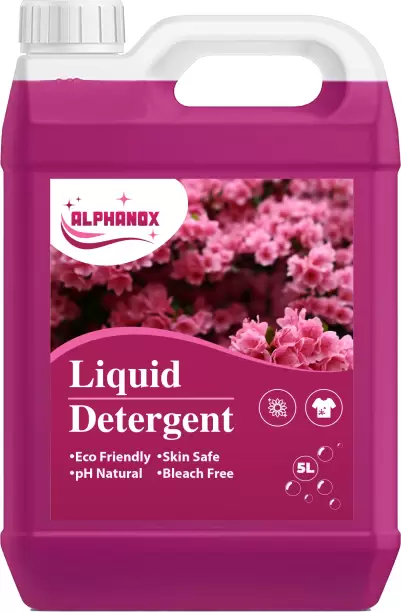 ALPHANOX
Liquid
Detergent
•Eco Friendly •Skin Safe
•pH Natural •Bleach Free
5L